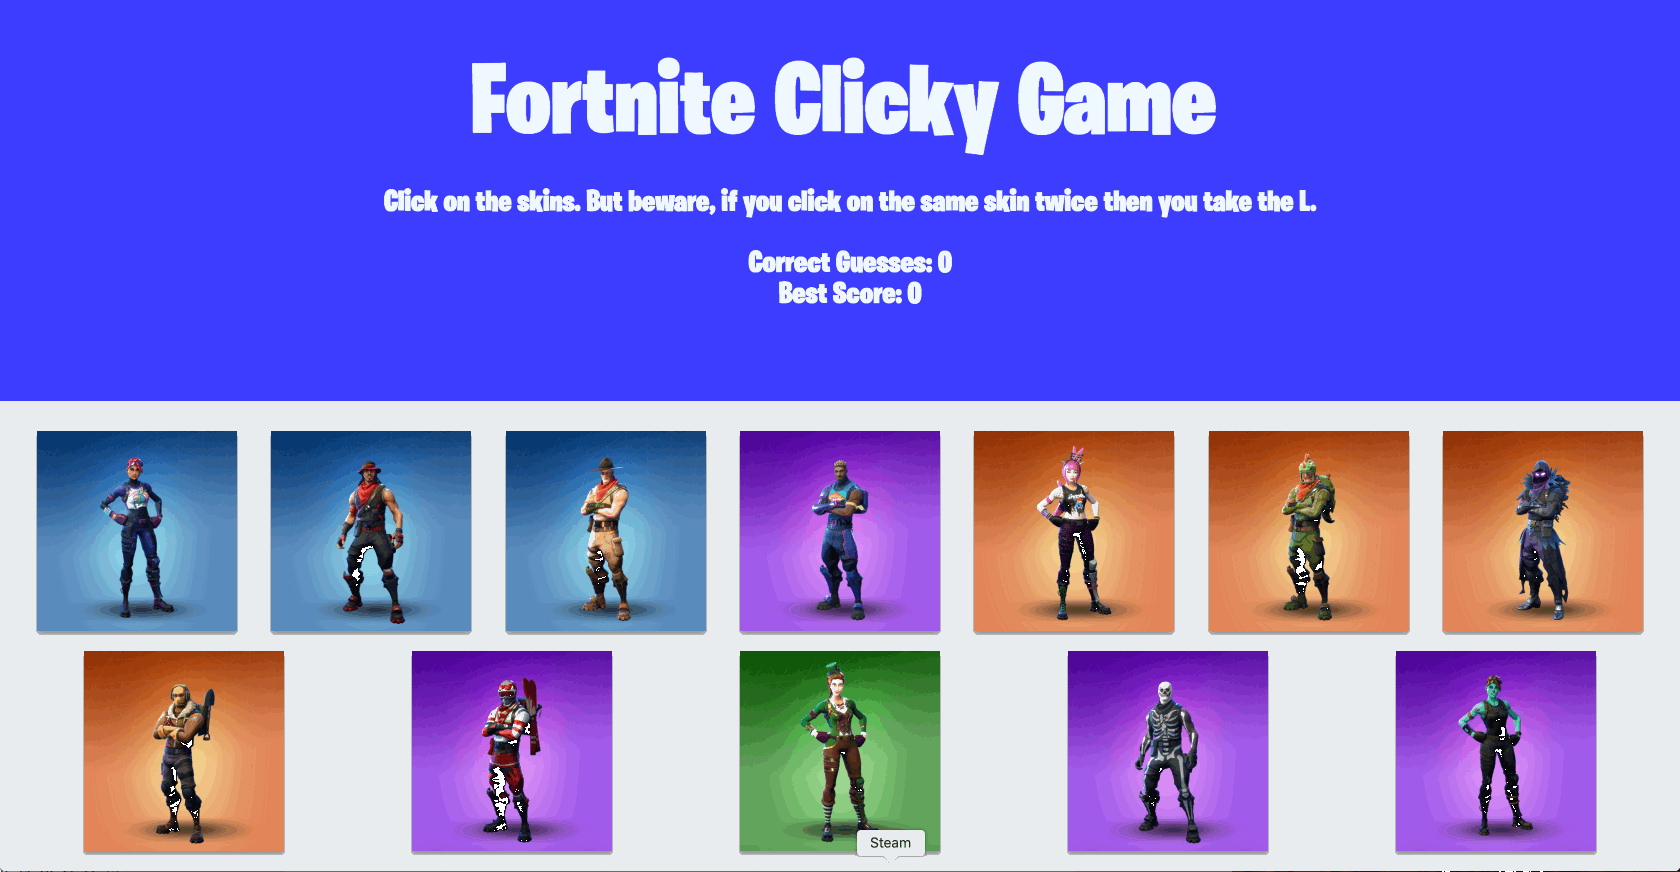 Fortnite Clicky Game
Click on the skins. But beware, if you click on the same skin twice then you take the L.
Correct Guesses: 0
Best Score: 0
Steam